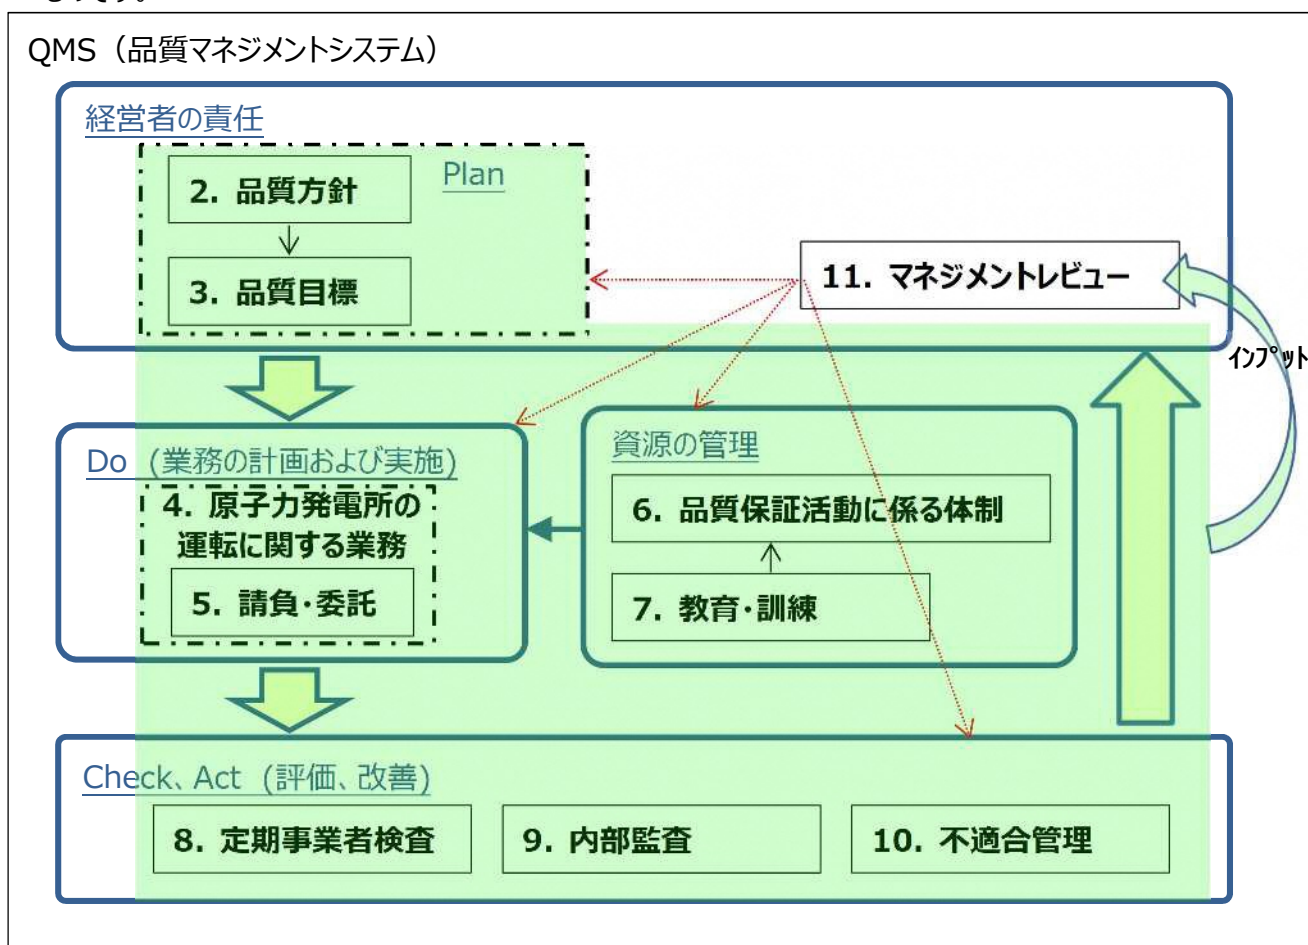 QMS（品質マネジメントシステム）
経営者の責任
Plan
2. 品質方針
3. 品質目標
11. マネジメントレビュー
ｲﾝﾌﾟｯﾄ
Do（業務の計画および実施）
4. 原子力発電所の
運転に関する業務
5. 請負・委託
資源の管理
6. 品質保証活動に係る体制
7. 教育・訓練
Check、Act（評価、改善）
8. 定期事業者検査
9. 内部監査
10. 不適合管理